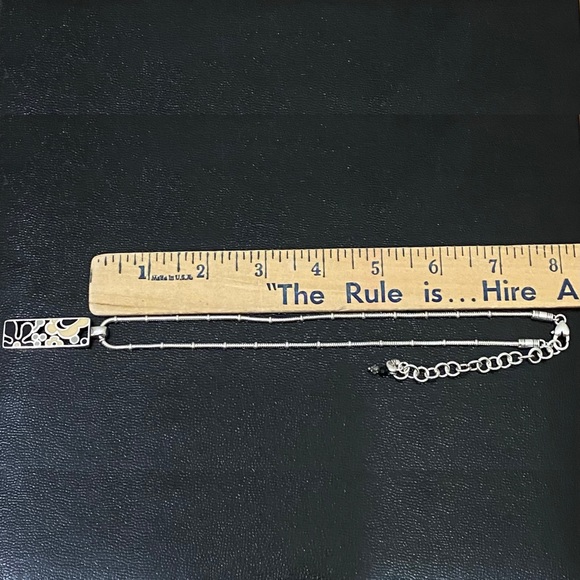 1 2 3 4 5 6 7 8
Made in U.S.A.
"The Rule is... Hire A